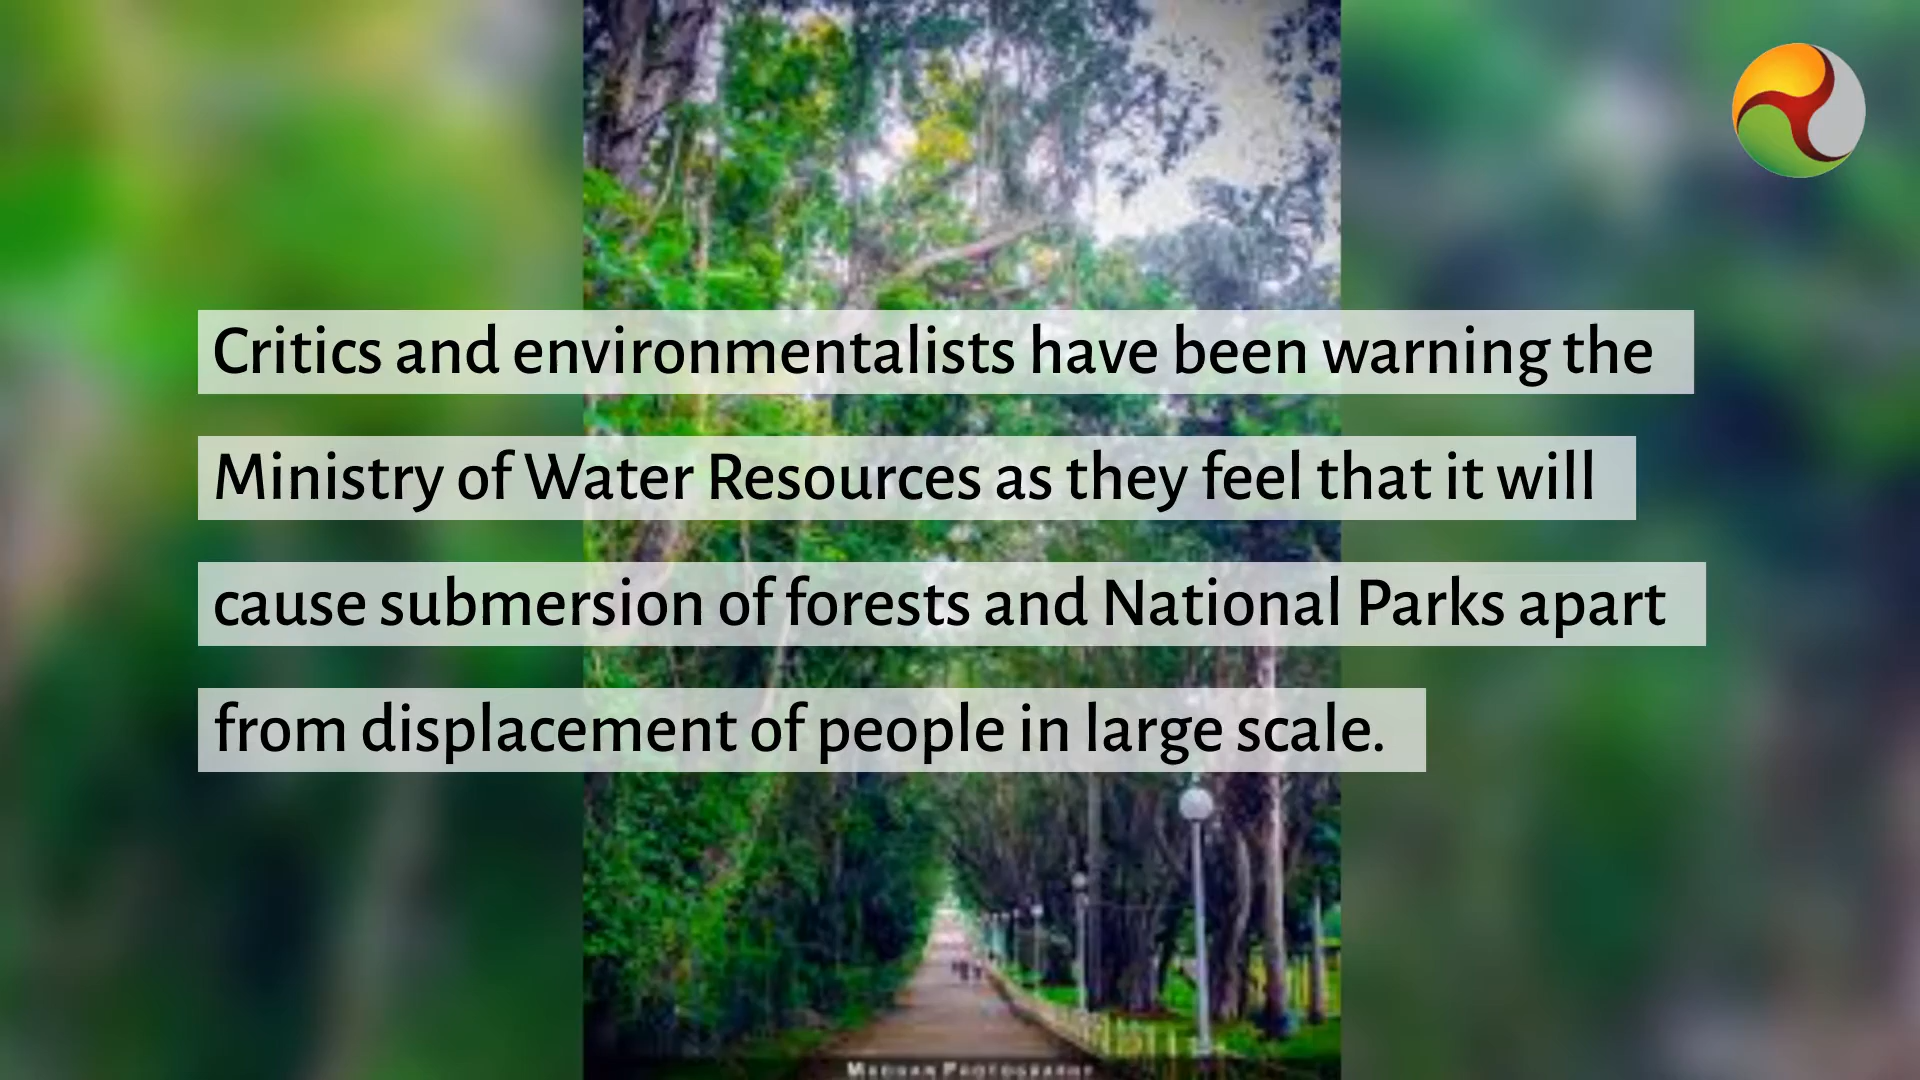 Critics and environmentalists have been warning the
Ministry of Water Resources as they feel that it will
cause submersion of forests and National Parks apart
from displacement of people in large scale.